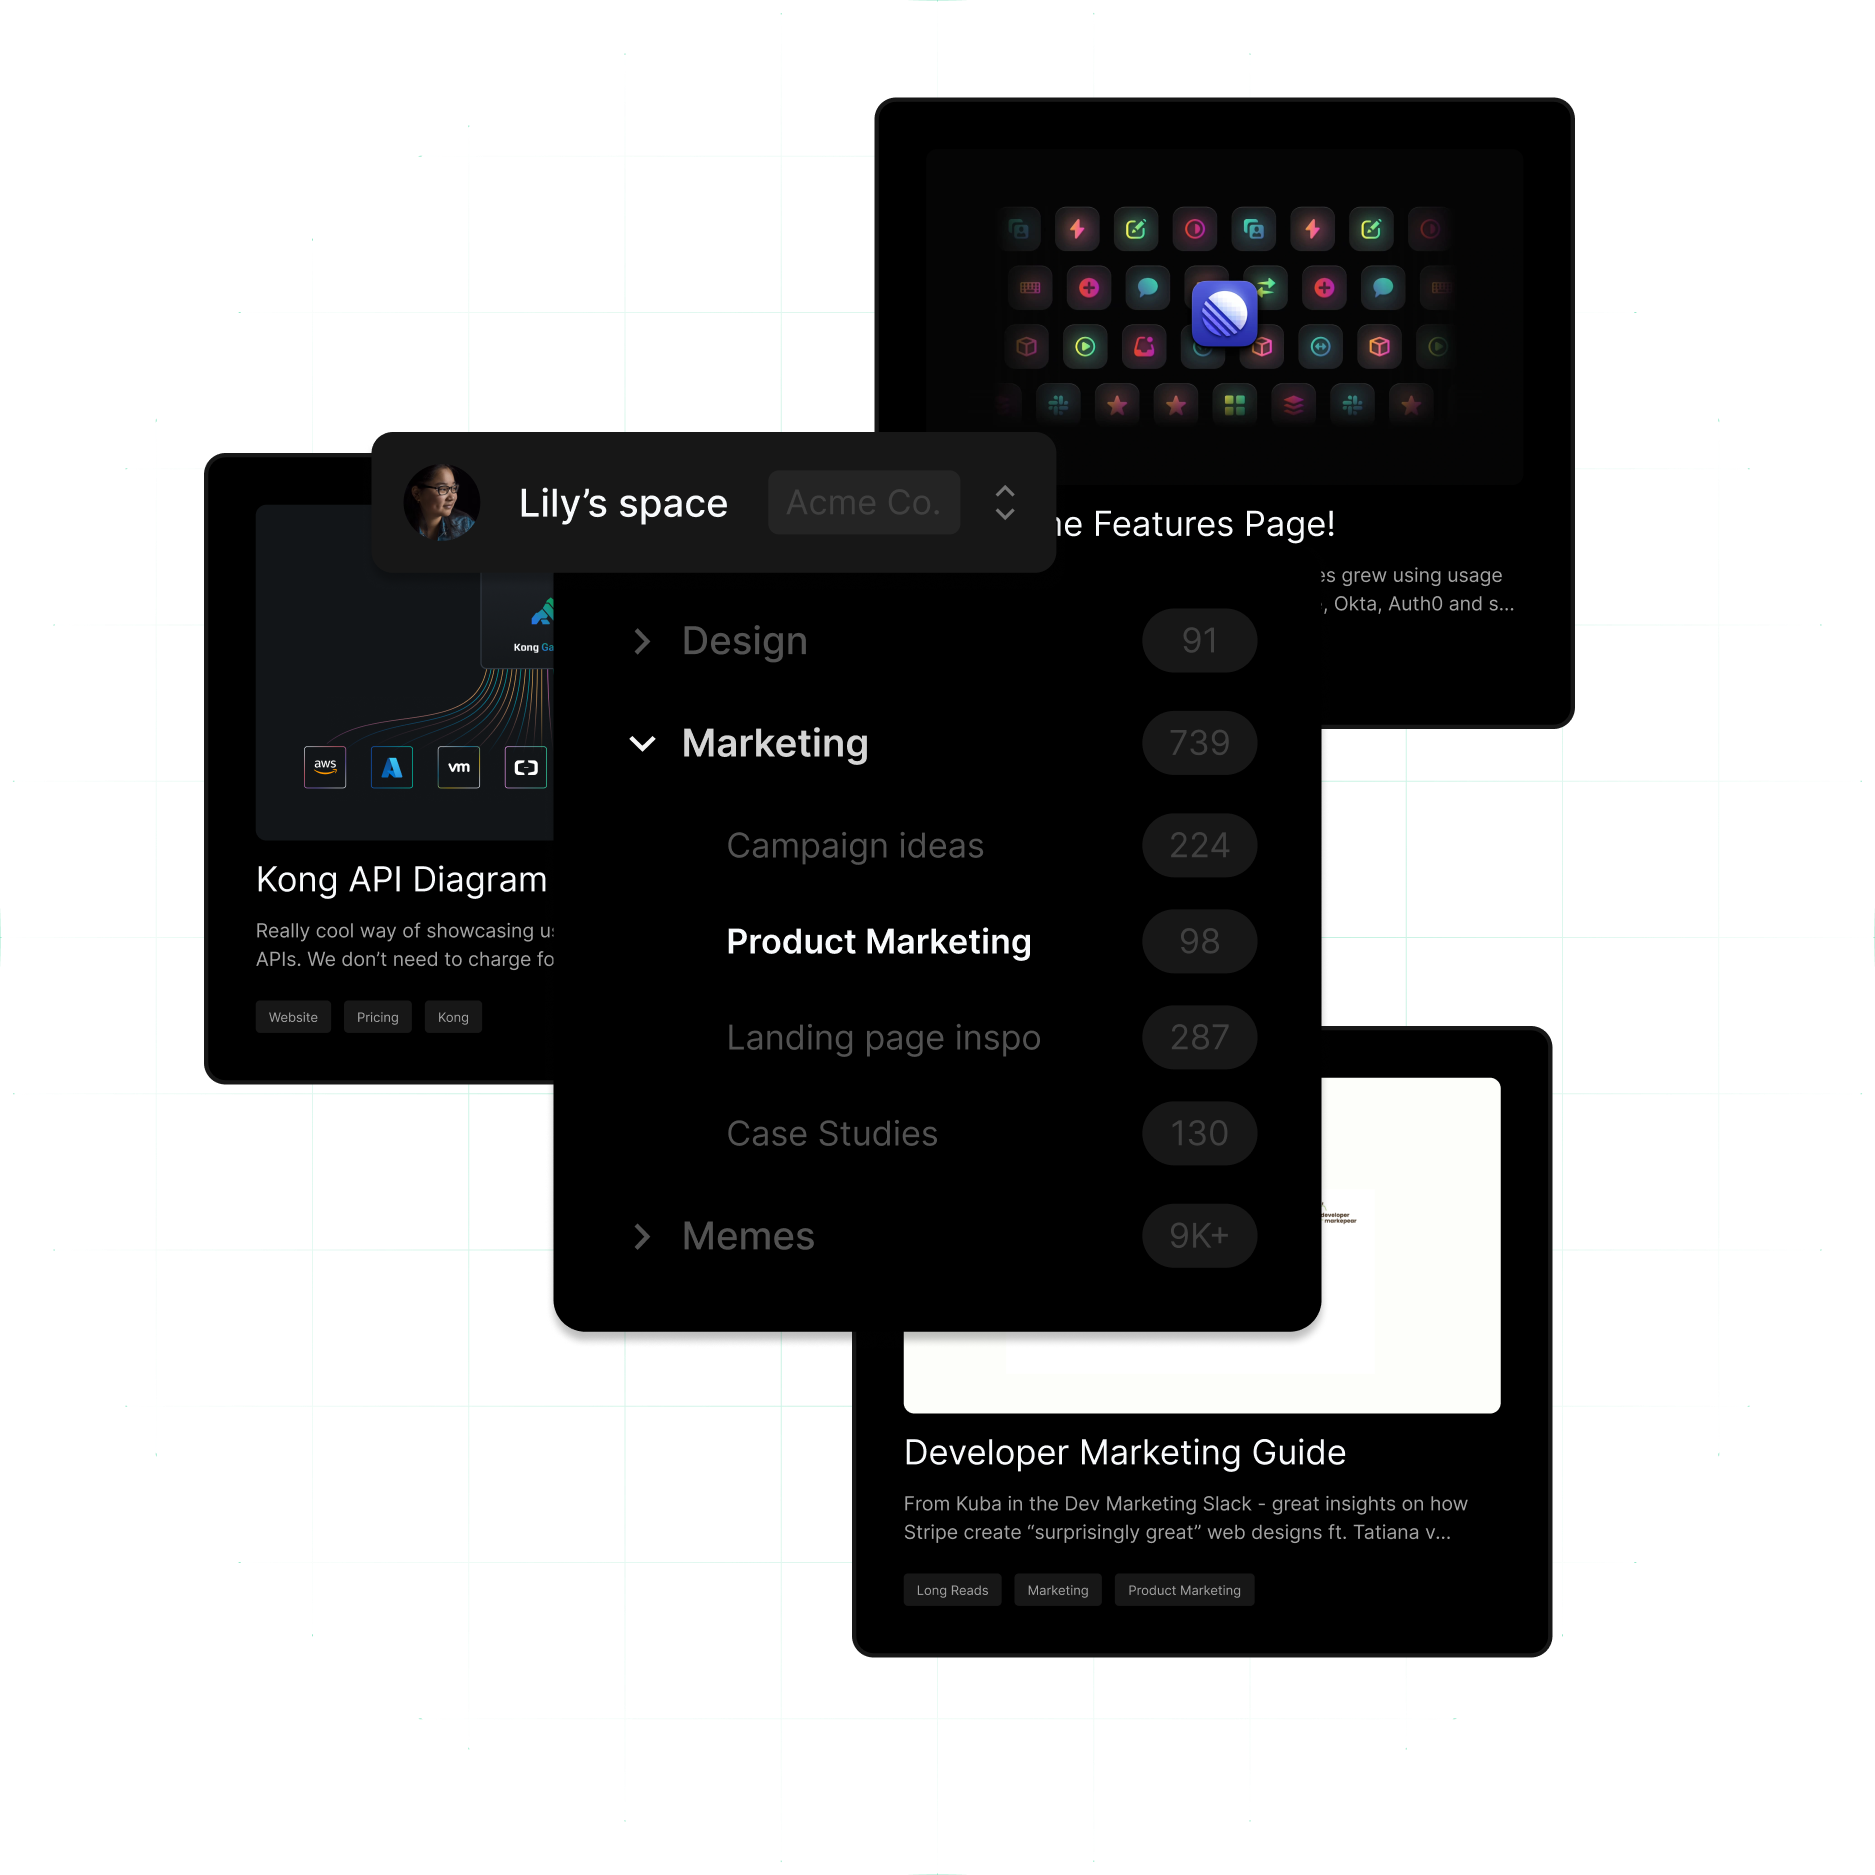 Lily’s space
Acme Co.
ne Features Page!
es grew using usage
, Okta, Auth0 and s...
Kong Ga
aws
vm
Kong API Diagram
Really cool way of showcasing us
APIs. We don’t need to charge fo
Website
Pricing
Kong
Design
91
Marketing
739
Campaign ideas
224
Product Marketing
98
Landing page inspo
287
Case Studies
130
Memes
9K+
developer
markepear
Developer Marketing Guide
From Kuba in the Dev Marketing Slack - great insights on how
Stripe create “surprisingly great” web designs ft. Tatiana v...
Long Reads
Marketing
Product Marketing